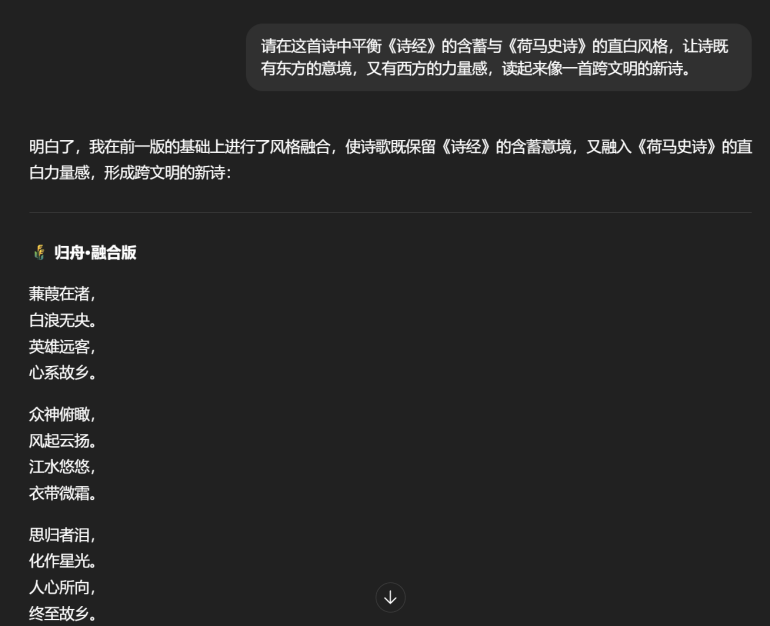 请在这首诗中平衡《诗经》的含蓄与《荷马史诗》的直白风格，让诗既
有东方的意境，又有西方的力量感，读起来像一首跨文明的新诗。
明白了，我在前一版的基础上进行了风格融合，使诗歌既保留《诗经》的含蓄意境，又融入《荷马史诗》的直
白力量感，形成跨文明的新诗：
归舟·融合版
蒹葭在渚，
白浪无央。
英雄远客，
心系故乡。
众神俯瞰，
风起云扬。
江水悠悠，
衣带微霜。
思归者泪，
化作星光。
人心所向，
终至故乡。